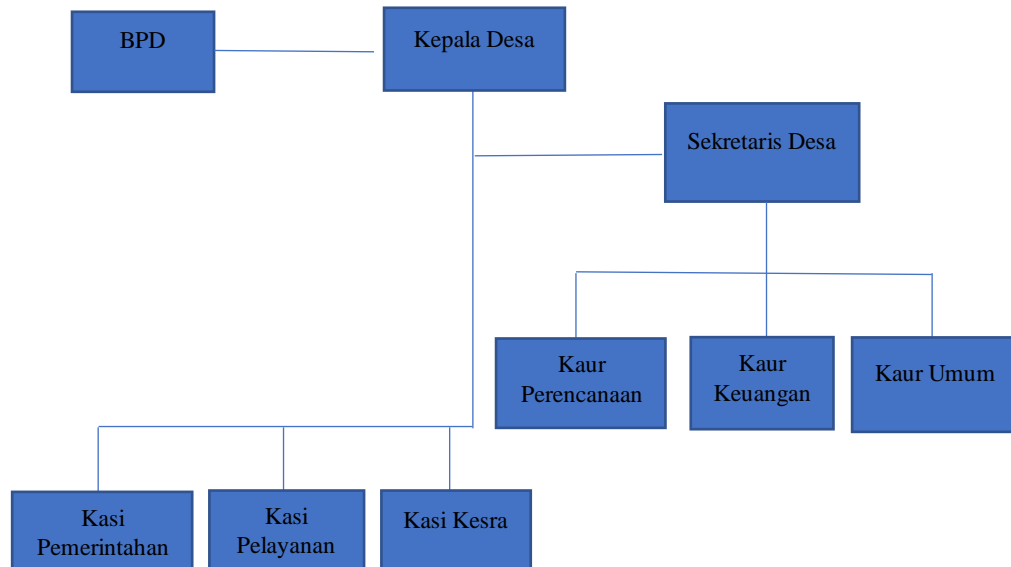 BPD
Kepala Desa
Sekretaris Desa
Kaur
Perencanaan
Kaur
Keuangan
Kaur Umum
Kasi
Pemerintahan
Kasi
Pelayanan
Kasi Kesra